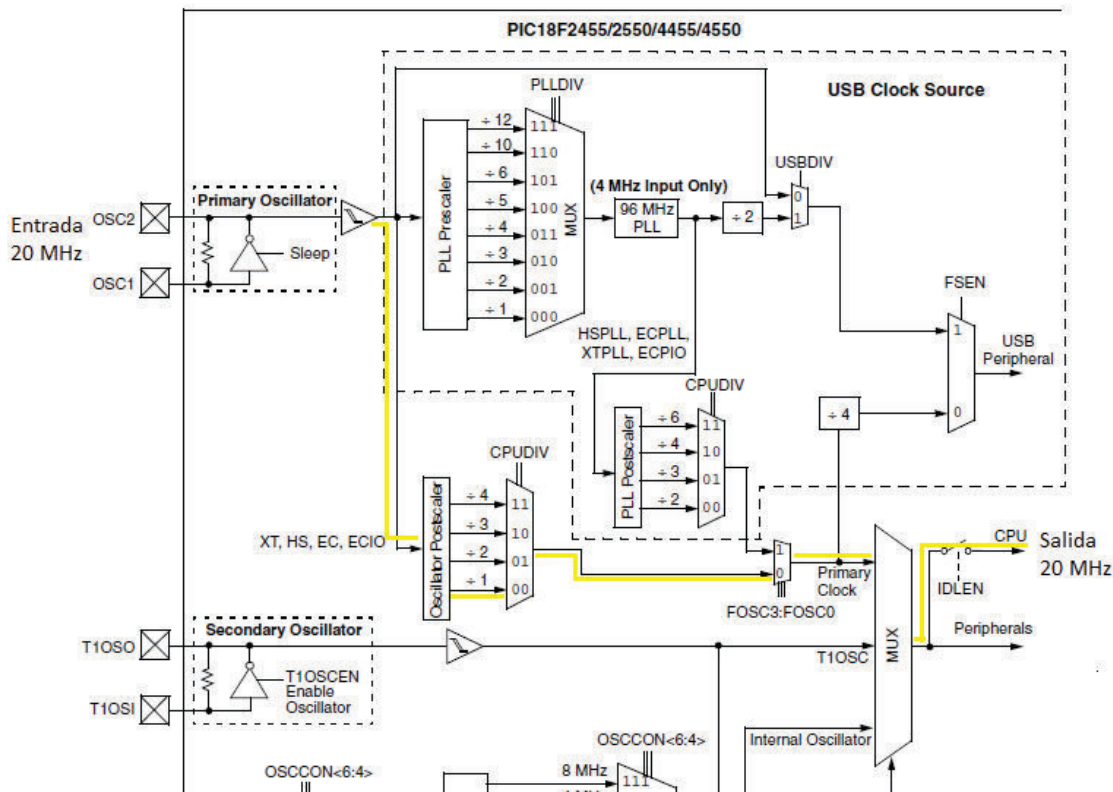 PIC18F2455/2550/4455/4550
PLLDIV
USB Clock Source
÷ 12
111
÷ 10
110
÷ 6
101
÷ 5
100
÷ 4
011
÷ 3
010
÷ 2
001
÷ 1
000
PLL Prescaler
MUX
(4 MHz Input Only)
96 MHz
PLL
÷ 2
USBDIV
0
1
Primary Oscillator
Entrada
20 MHz
OSC2
OSC1
Sleep
FSEN
1
USB
Peripheral
0
HSPLL, ECPLL,
XTPLL, ECPIO
CPUDIV
÷ 4
PLL Postscaler
÷ 6
11
÷ 4
10
÷ 3
01
÷ 2
00
CPUDIV
XT, HS, EC, ECIO
Oscillator Postscaler
÷ 4
11
÷ 3
10
÷ 2
01
÷ 1
00
1
0
Primary
Clock
FOSC3:FOSC0
CPU
Salida
20 MHz
IDLEN
Peripherals
MUX
Secondary Oscillator
T1OSO
T1OSI
T1OSCEN
Enable
Oscillator
T1OSC
Internal Oscillator
OSCCON<6:4>
OSCCON<6:4>
8 MHz
111